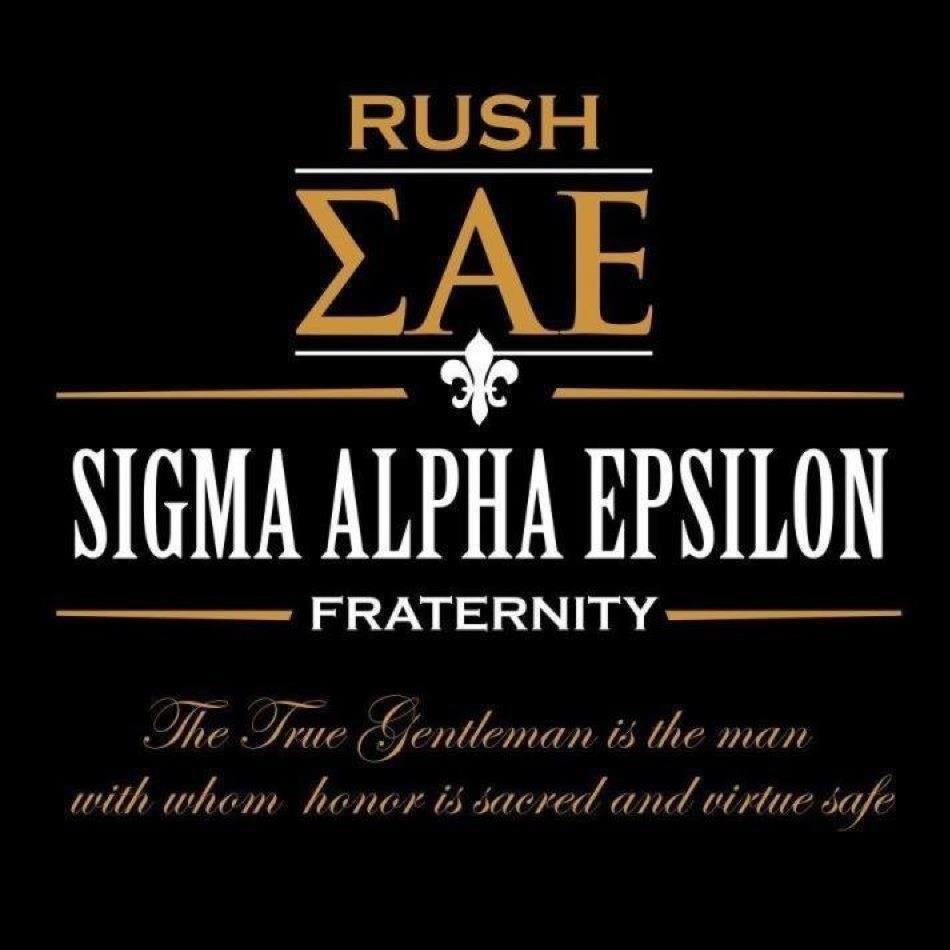 RUSH
ΣΑΕ
SIGMA ALPHA EPSILON
FRATERNITY
The True Gentleman is the man
with whom honor is sacred and virtue safe